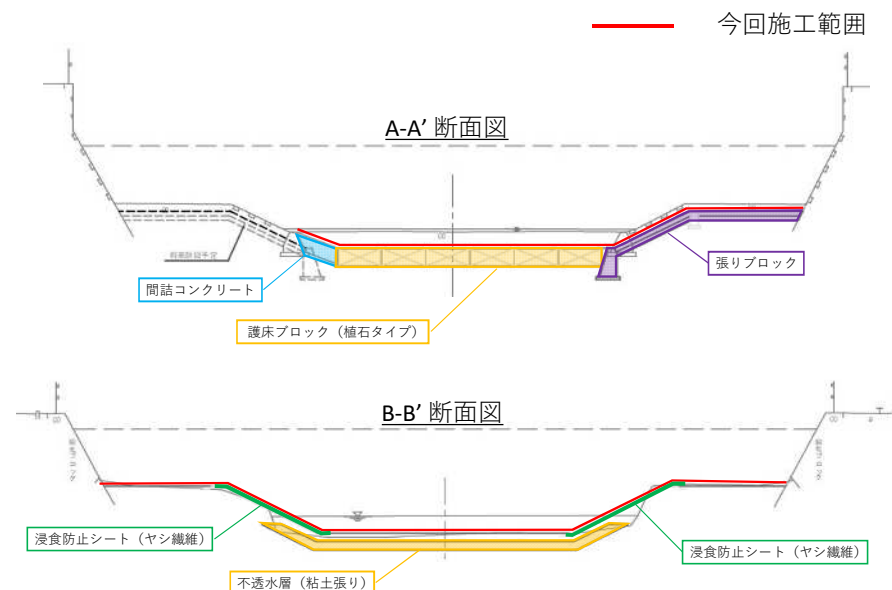 今回施工範囲
A-A’ 断面図
間詰コンクリート
張りブロック
護床ブロック（植石タイプ）
B-B’ 断面図
浸食防止シート（ヤシ繊維）
浸食防止シート（ヤシ繊維）
不透水層（粘土張り）